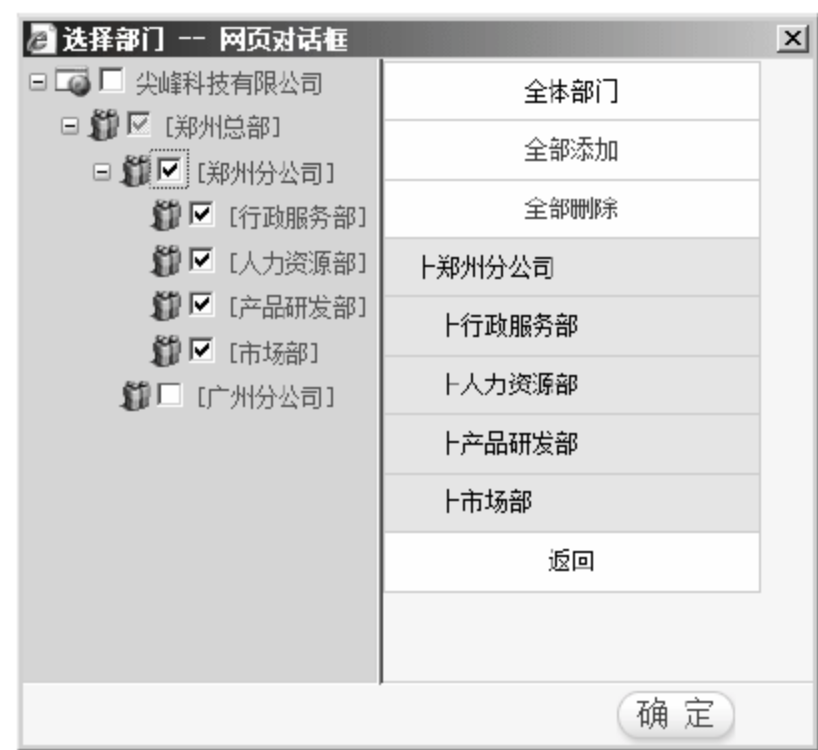 选择部门 -- 网页对话框
尖峰科技有限公司
[郑州总部]
[郑州分公司]
[行政服务部]
[人力资源部]
[产品研发部]
[市场部]
[广州分公司]
全体部门
全部添加
全部删除
├郑州分公司
├行政服务部
├人力资源部
├产品研发部
├市场部
返回
确 定